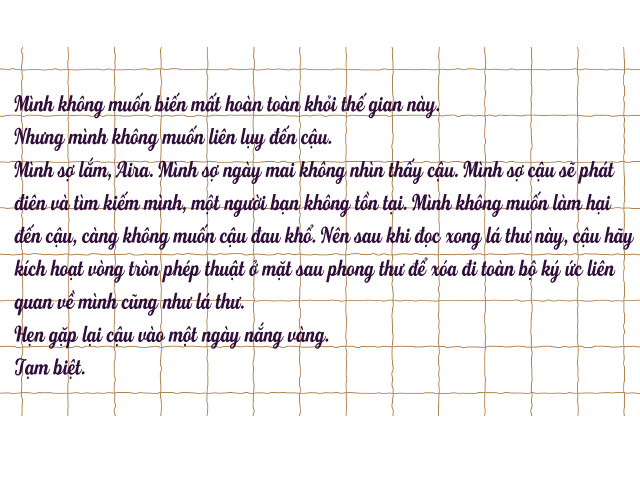 Mình không muốn biến mất hoàn toàn khỏi thế gian này.
Nhưng mình không muốn liên lụy đến cậu.
Mình sợ lắm, Aira. Mình sợ ngày mai không nhìn thấy cậu. Mình sợ cậu sẽ phát
điên và tìm kiếm mình, một người bạn không tồn tại. Mình không muốn làm hại
đến cậu, càng không muốn cậu đau khổ. Nên sau khi đọc xong lá thư này, cậu hãy
kích hoạt vòng tròn phép thuật ở mặt sau phong thư để xóa đi toàn bộ ký ức liên
quan về mình cũng như lá thư.
Hẹn gặp lại cậu vào một ngày nắng vàng.
Tạm biệt.